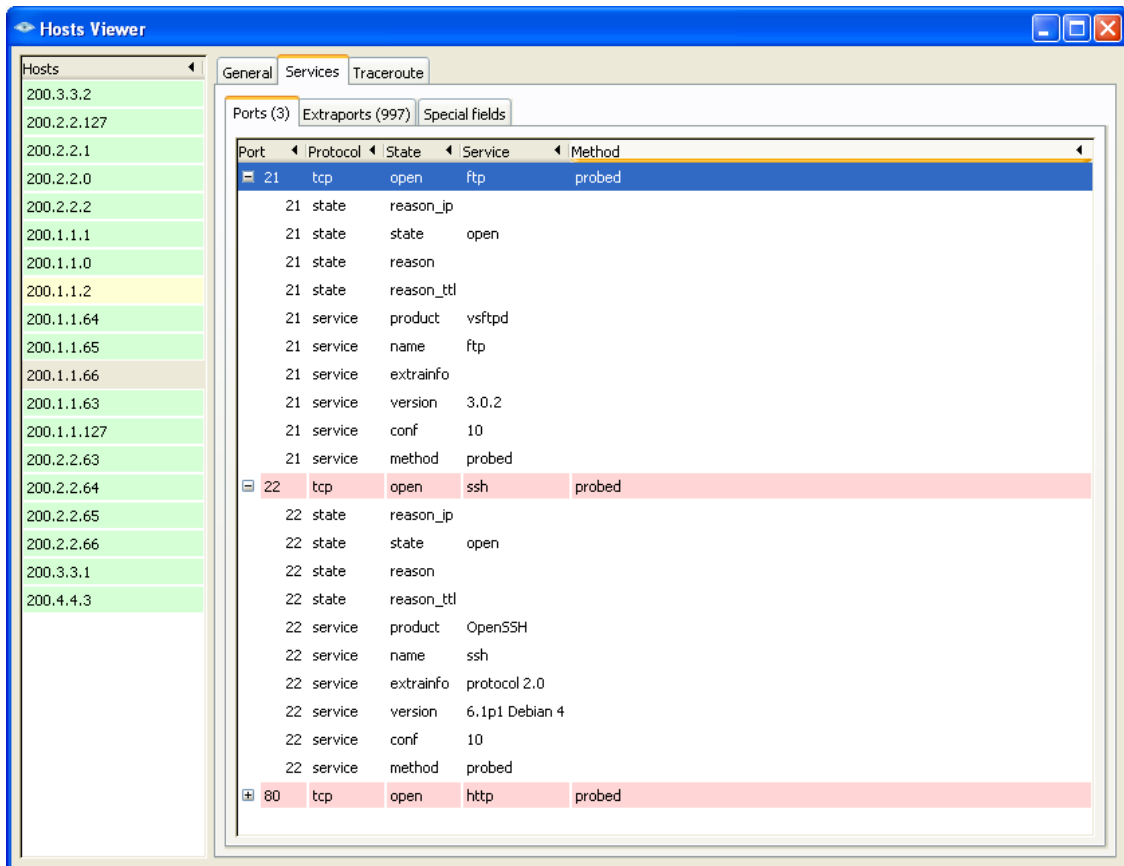 Hosts Viewer
Hosts
200.3.3.2
200.2.2.127
200.2.2.1
200.2.2.0
200.2.2.2
200.1.1.1
200.1.1.0
200.1.1.2
200.1.1.64
200.1.1.65
200.1.1.66
200.1.1.63
200.1.1.127
200.2.2.63
200.2.2.64
200.2.2.65
200.2.2.66
200.3.3.1
200.4.4.3
General Services Traceroute
Ports (3) Extraports (997) Special fields
Port Protocol State Service Method
21 tcp open ftp probed
21 state reason_ip
21 state state open
21 state reason
21 state reason_ttl
21 service product vsftpd
21 service name ftp
21 service extrainfo
21 service version 3.0.2
21 service conf 10
21 service method probed
22 tcp open ssh probed
22 state reason_ip
22 state state open
22 state reason
22 state reason_ttl
22 service product OpenSSH
22 service name ssh
22 service extrainfo protocol 2.0
22 service version 6.1p1 Debian 4
22 service conf 10
22 service method probed
80 tcp open http probed